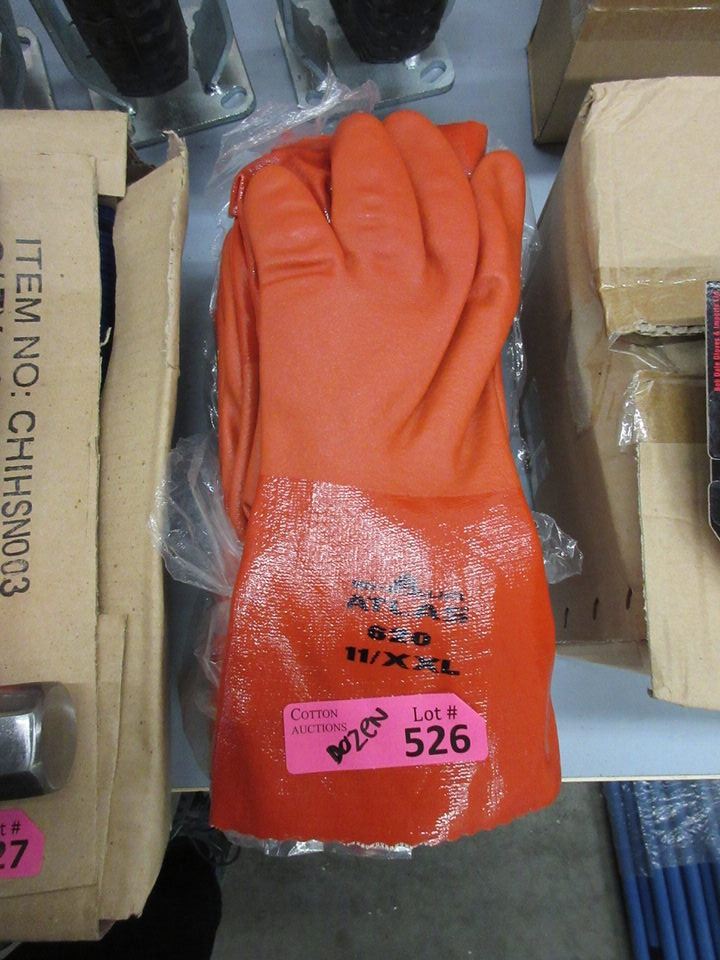 ITEM NO: CHIHSN003
ATLAS
620
11/XXL
COTTON
AUCTIONS
DOZEN
Lot #
526
t #
27